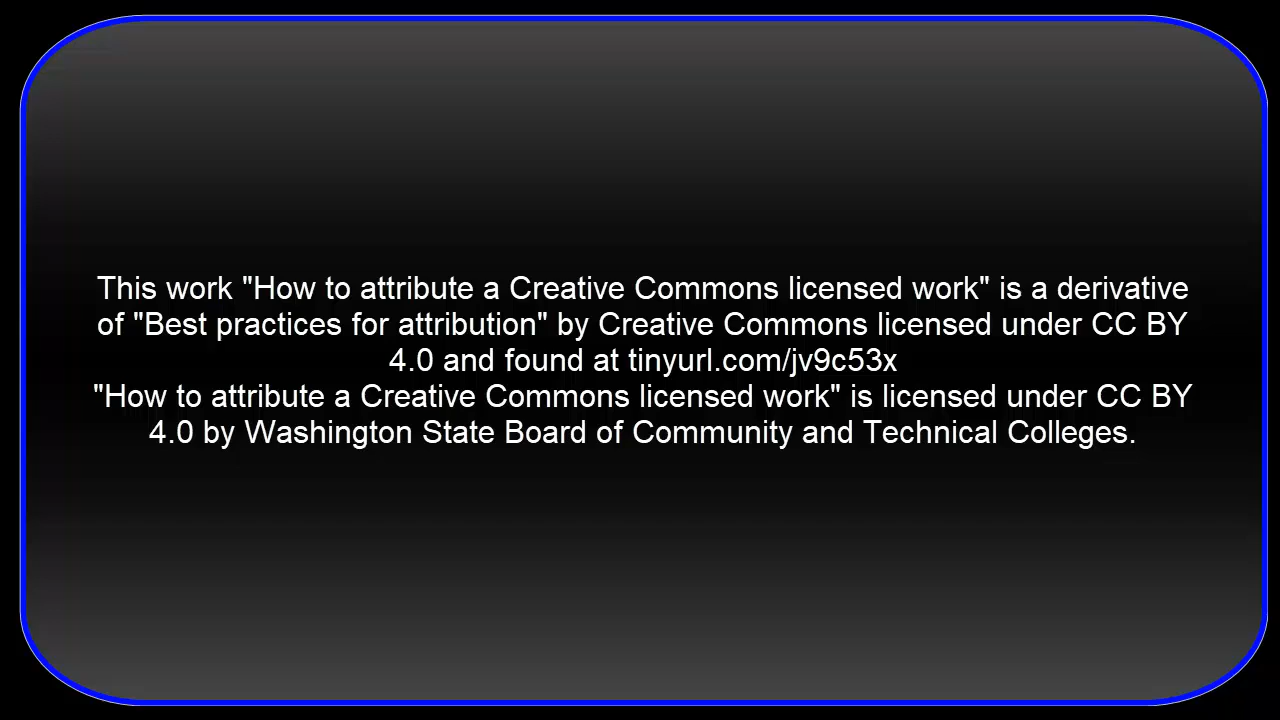 This work "How to attribute a Creative Commons licensed work" is a derivative
of "Best practices for attribution" by Creative Commons licensed under CC BY
4.0 and found at tinyurl.com/jv9c53x
"How to attribute a Creative Commons licensed work" is licensed under CC BY
4.0 by Washington State Board of Community and Technical Colleges.